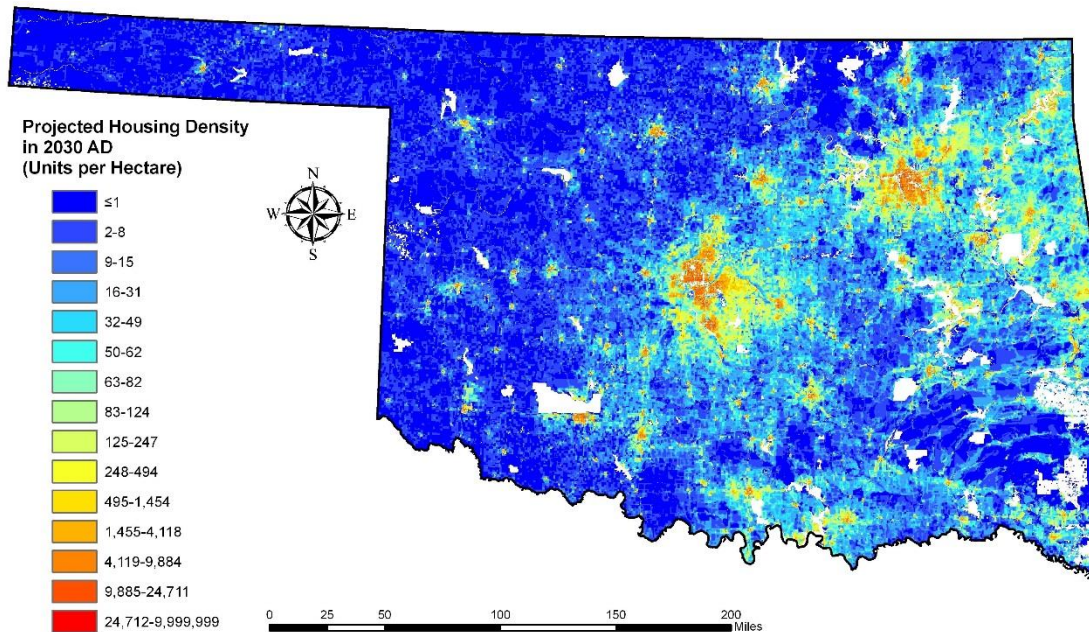 Projected Housing Density
in 2030 AD
(Units per Hectare)
≤1
2-8
9-15
16-31
32-49
50-62
63-82
83-124
125-247
248-494
495-1,454
1,455-4,118
4,119-9,884
9,885-24,711
24,712-9,999,999
N
W E
S
0 25 50 100 150 200
Miles